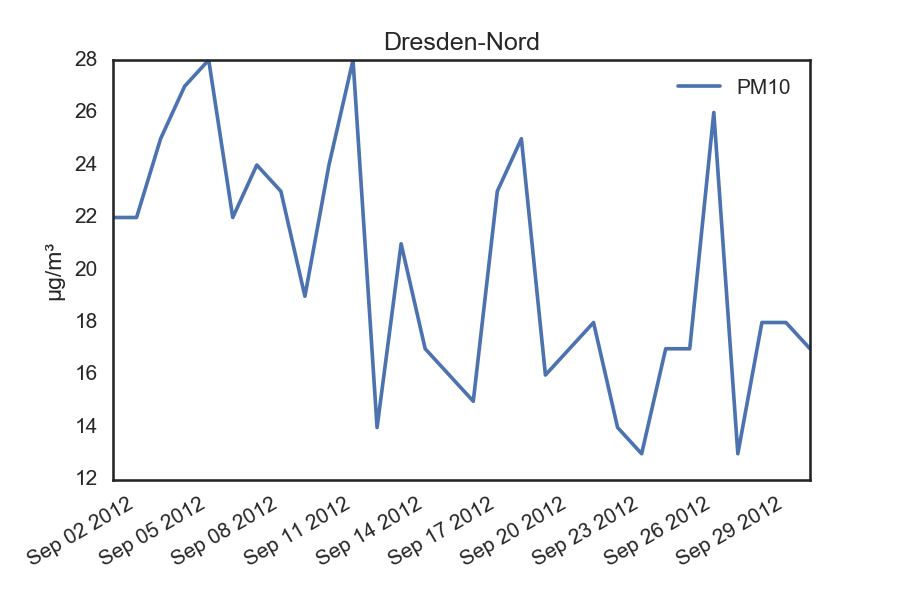 Dresden-Nord
PM10
µg/m³
28
26
24
22
20
18
16
14
12
Sep 02 2012
Sep 05 2012
Sep 08 2012
Sep 11 2012
Sep 14 2012
Sep 17 2012
Sep 20 2012
Sep 23 2012
Sep 26 2012
Sep 29 2012